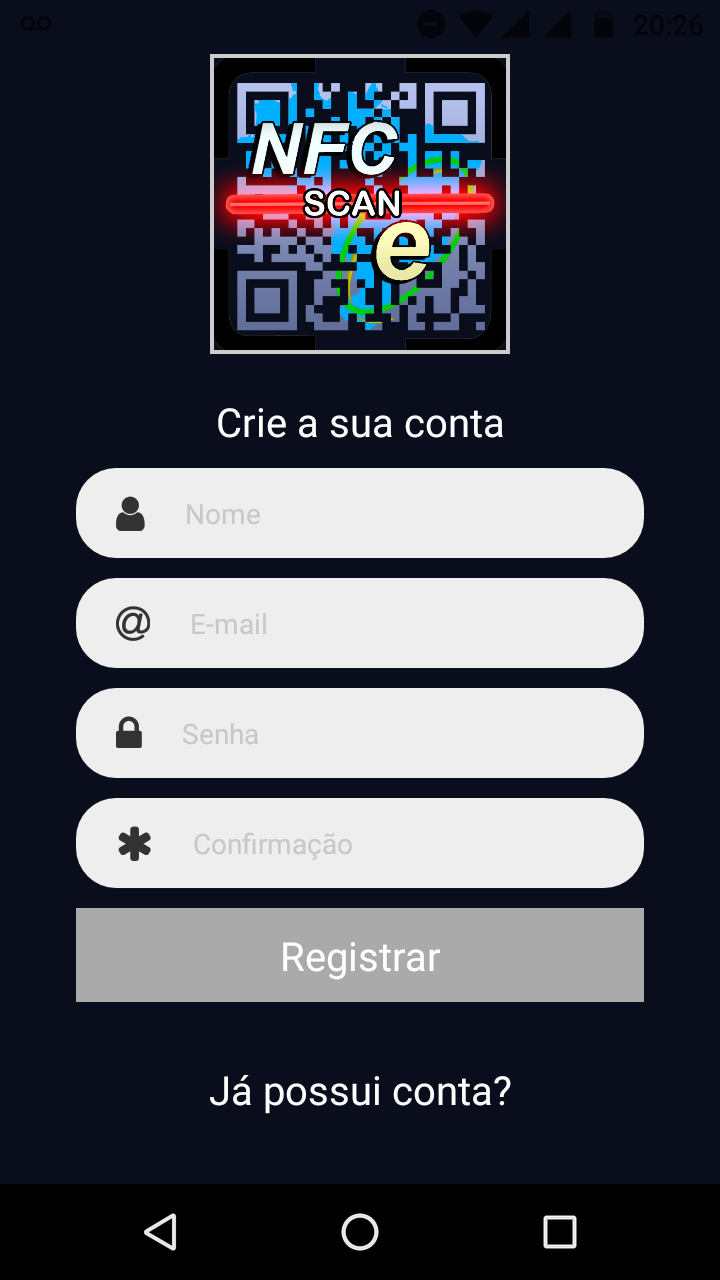 20:26
NFC
SCAN
e
Crie a sua conta
Nome
@ E-mail
Senha
Confirmação
Registrar
Já possui conta?